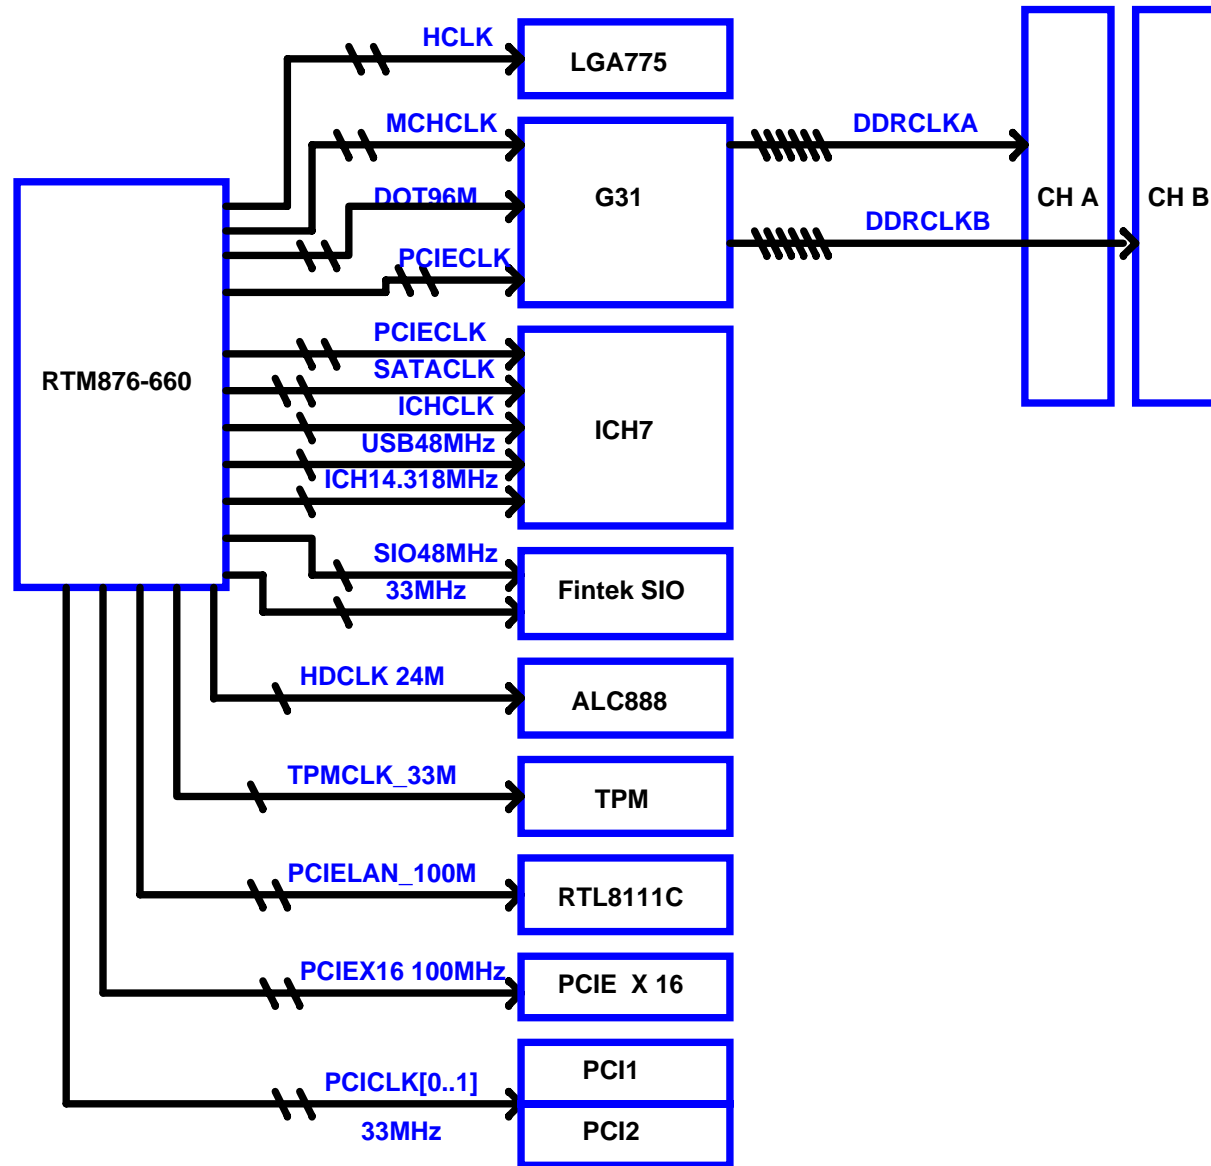 HCLK
LGA775
MCHCLK
DDRCLKA
DOT96M
G31
CH A
CH B
DDRCLKB
PCIECLK
PCIECLK
RTM876-660
SATACLK
ICHCLK
ICH7
USB48MHz
ICH14.318MHz
SIO48MHz
33MHz
Fintek SIO
HDCLK 24M
ALC888
TPMCLK_33M
TPM
PCIELAN_100M
RTL8111C
PCIEX16 100MHz
PCIE X 16
PCI1
PCICLK[0..1]
33MHz
PCI2